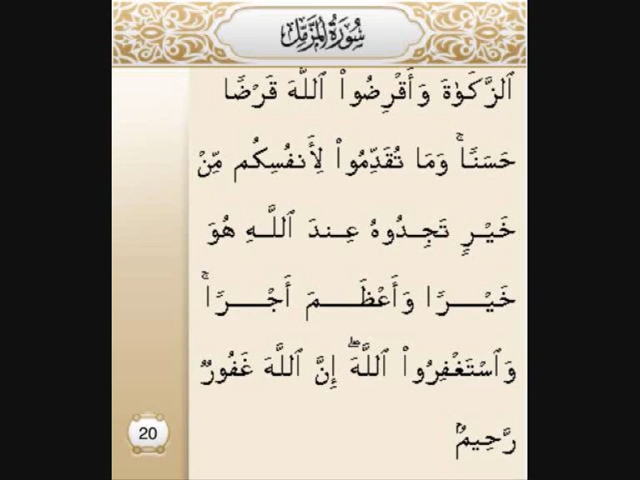 سُورَةُ المُزَّمِّل
ٱلزَّكَوٰةَ وَأَقْرِضُوا۟ ٱللَّهَ قَرْضًا
حَسَنًا ۚ وَمَا تُقَدِّمُوا۟ لِأَنفُسِكُم مِّنْ
خَيْرٍ تَجِدُوهُ عِندَ ٱللَّهِ هُوَ
خَيْرًا وَأَعْظَمَ أَجْرًا ۚ
وَٱسْتَغْفِرُوا۟ ٱللَّهَ ۖ إِنَّ ٱللَّهَ غَفُورٌ
رَّحِيمٌۢ
20